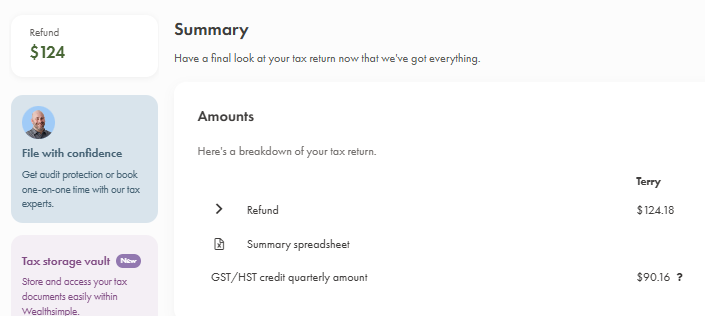 Refund
$124
File with confidence
Get audit protection or book
one-on-one time with our tax
experts.
Tax storage vault New
Store and access your tax
documents easily within
Wealthsimple.
Summary
Have a final look at your tax return now that we've got everything.
Amounts
Here's a breakdown of your tax return.
Terry
Refund $124.18
Summary spreadsheet
GST/HST credit quarterly amount $90.16 ?